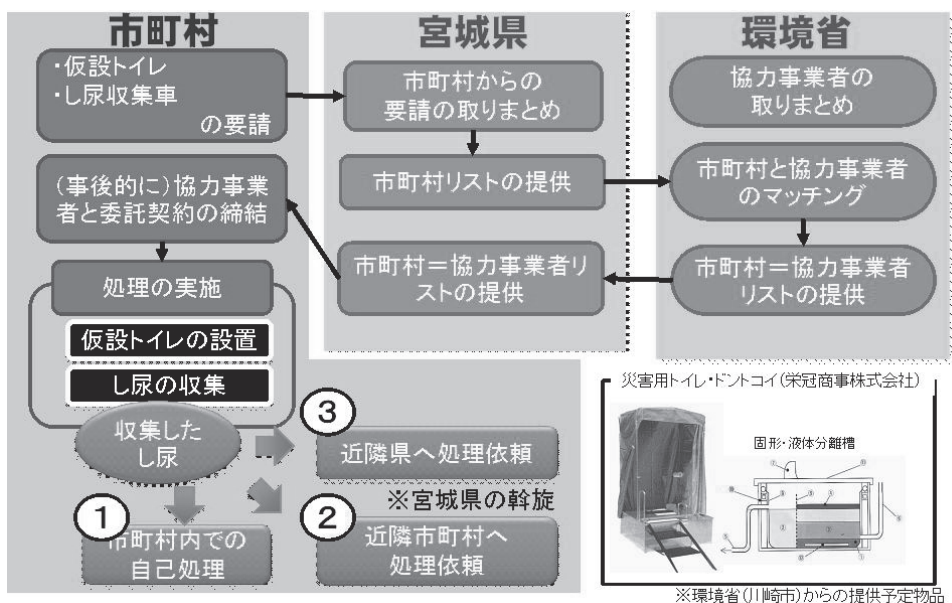 市町村
・仮設トイレ
・し尿収集車
の要請
(事後的に)協力事業
者と委託契約の締結
処理の実施
仮設トイレの設置
し尿の収集
収集した
し尿
①
市町村内での
自己処理
②
近隣市町村へ
処理依頼
③
近隣県へ処理依頼
※宮城県の斡旋
宮城県
市町村からの
要請の取りまとめ
市町村リストの提供
市町村=協力事業者リ
ストの提供
環境省
協力事業者の
取りまとめ
市町村と協力事業者
のマッチング
市町村=協力事業者
リストの提供
災害用トイレ・ドントコイ(栄冠商事株式会社)
固形・液体分離槽
※環境省(川崎市)からの提供予定物品